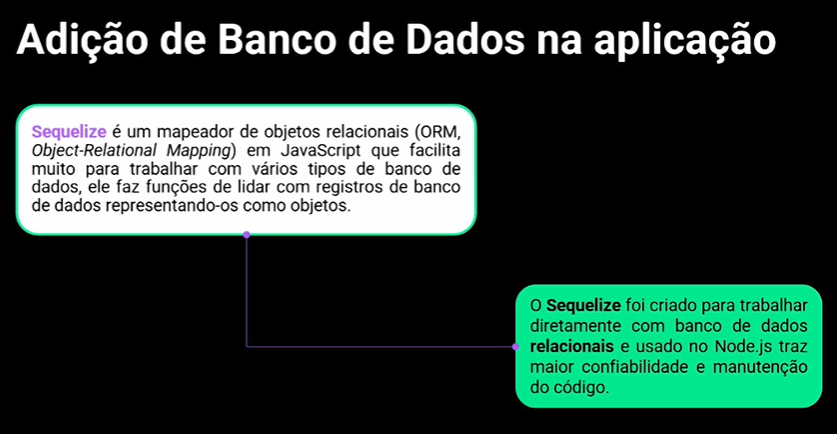 Adição de Banco de Dados na aplicação
Sequelize é um mapeador de objetos relacionais (ORM,
Object-Relational Mapping) em JavaScript que facilita
muito para trabalhar com vários tipos de banco de
dados, ele faz funções de lidar com registros de banco
de dados representando-os como objetos.
O Sequelize foi criado para trabalhar
diretamente com banco de dados
relacionais e usado no Node.js traz
maior confiabilidade e manutenção
do código.